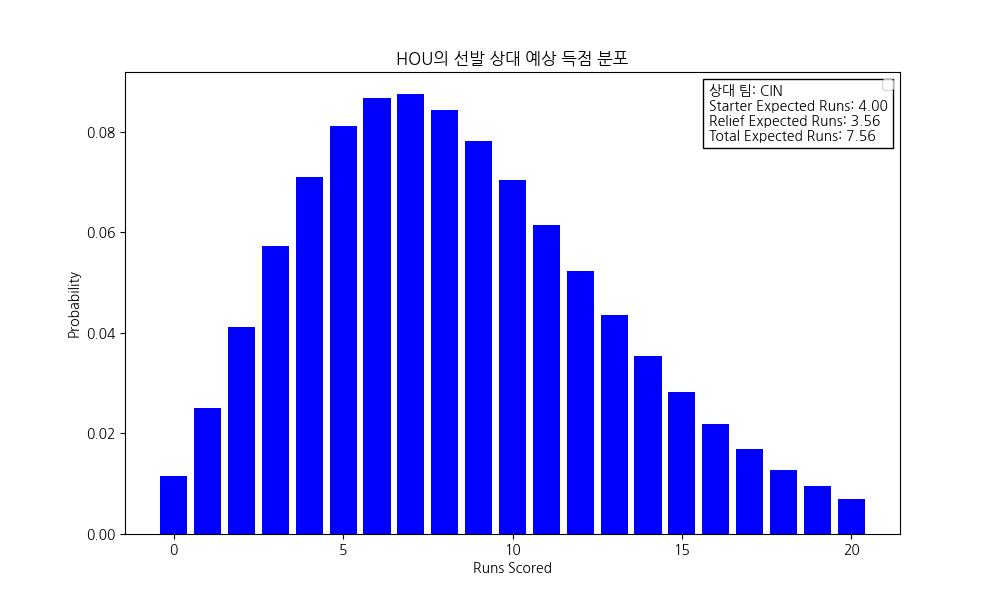 HOU의 선발 상대 예상 득점 분포
상대 팀: CIN
Starter Expected Runs: 4.00
Relief Expected Runs: 3.56
Total Expected Runs: 7.56
Probability
0.08
0.06
0.04
0.02
0.00
0 5 10 15 20
Runs Scored